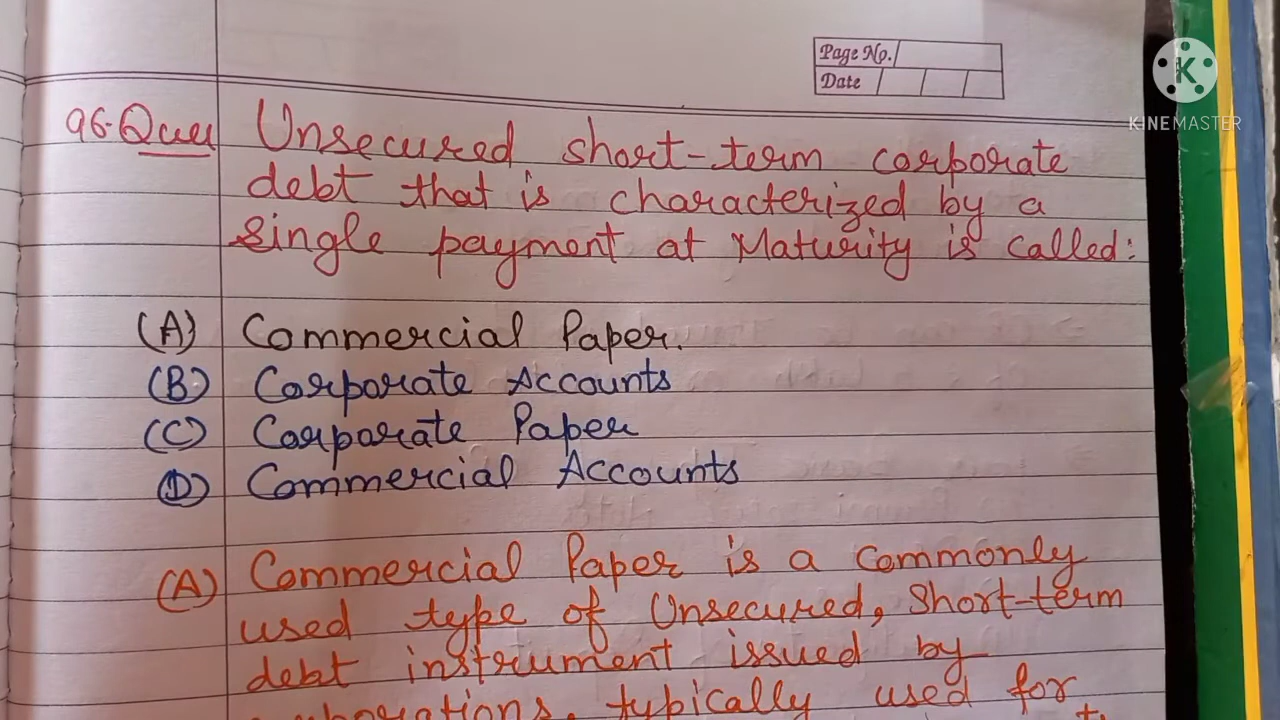 Page No.
Date
KINEMASTER
96. Ques Unsecured short-term corporate
debt that is characterized by a
single payment at Maturity is called:
(A) Commercial Paper.
(B) Corporate Accounts
(C) Corporate Paper
(D) Commercial Accounts
(A) Commercial Paper is a commonly
used type of Unsecured, Short-term
debt instrument issued by
typically used for